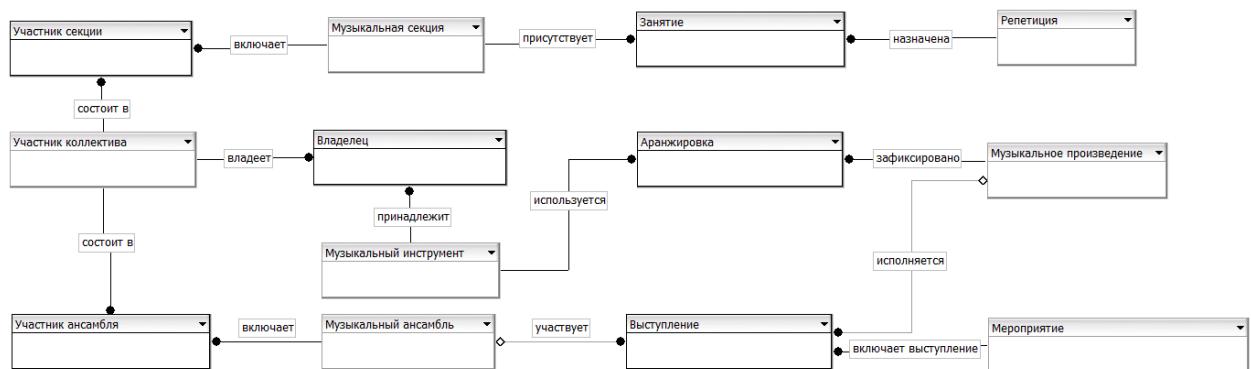 Участник секции
включает
Музыкальная секция
присутствует
Занятие
назначена
Репетиция
состоит в
Участник коллектива
владеет
Владелец
Аранжировка
зафиксировано
Музыкальное произведение
используется
принадлежит
состоит в
Музыкальный инструмент
исполняется
Участник ансамбля
включает
Музыкальный ансамбль
участвует
Выступление
включает выступление
Мероприятие